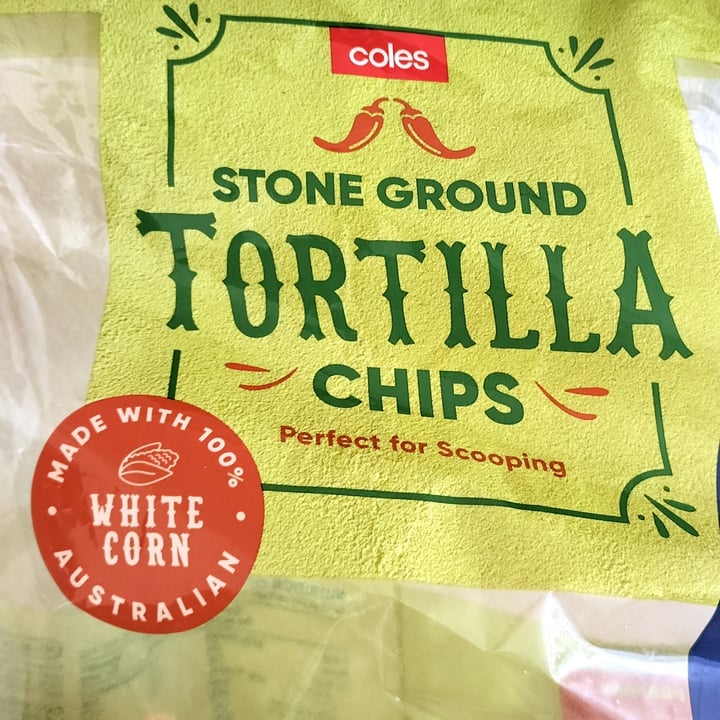 coles
STONE GROUND
TORTILLA
CHIPS
Perfect for Scooping
MADE WITH 100%
WHITE
CORN
AUSTRALIAN